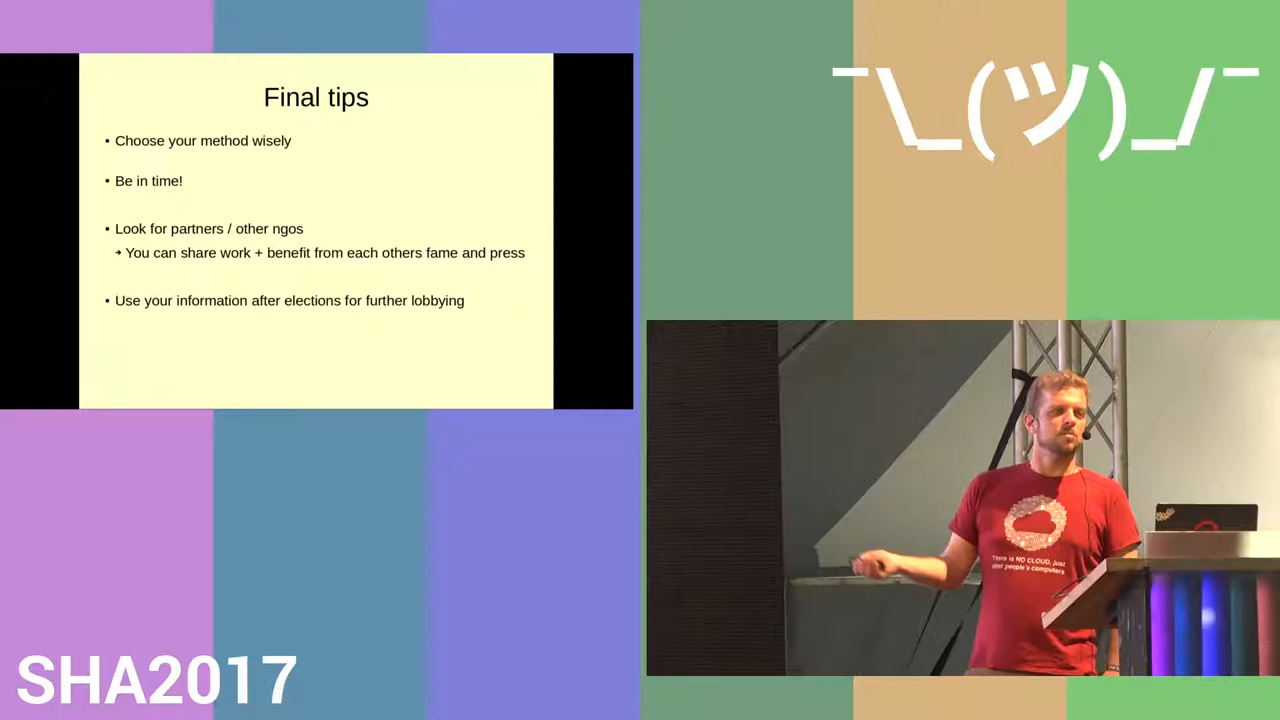 Final tips
• Choose your method wisely
• Be in time!
• Look for partners / other ngos
➔ You can share work + benefit from each others fame and press
• Use your information after elections for further lobbying
¯\_(ツ)_/¯
There is NO CLOUD, just
other people's computers
SHA2017